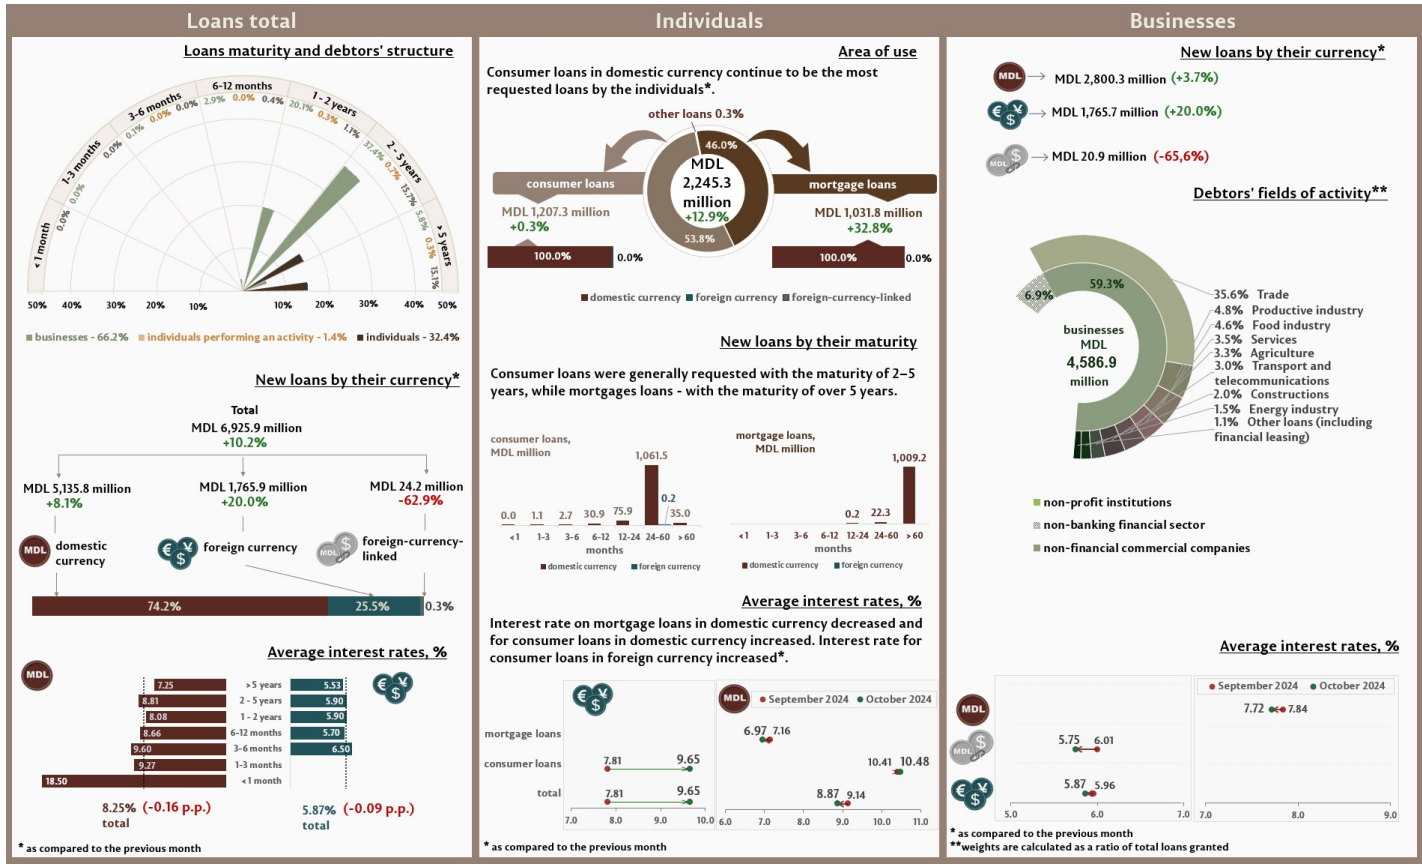 Loans total
Loans maturity and debtors' structure
< 1 month
1-3 months
3-6 months
6-12 months
1 - 2 years
2 - 5 years
> 5 years
0.0%
0.0%
0.0%
0.1%
0.0%
0.0%
2.9%
0.0%
0.4%
20.1%
0.3%
1.1%
37.4%
0.7%
15.7%
5.8%
0.3%
15.1%
50% 40% 30% 20% 10% 10% 20% 30% 40% 50%
businesses - 66.2% individuals performing an activity - 1.4% individuals - 32.4%
New loans by their currency*
Total
MDL 6,925.9 million
+10.2%
MDL 5,135.8 million
+8.1%
MDL 1,765.9 million
+20.0%
MDL 24.2 million
-62.9%
MDL
domestic
currency
€ ¥ $
foreign currency
MDL $
foreign-currency-
linked
74.2% 25.5% 0.3%
Average interest rates, %
MDL
€ ¥ $
7.25 > 5 years 5.53
8.81 2 - 5 years 5.90
8.08 1 - 2 years 5.90
8.66 6-12 months 5.70
9.60 3-6 months 6.50
9.27 1-3 months
18.50 < 1 month
8.25% (-0.16 p.p.)
total
5.87% (-0.09 p.p.)
total
* as compared to the previous month
Individuals
Area of use
Consumer loans in domestic currency continue to be the most
requested loans by the individuals*.
other loans 0.3%
46.0%
MDL
2,245.3
million
+12.9%
53.8%
consumer loans
MDL 1,207.3 million
+0.3%
100.0% 0.0%
mortgage loans
MDL 1,031.8 million
+32.8%
100.0% 0.0%
domestic currency foreign currency foreign-currency-linked
New loans by their maturity
Consumer loans were generally requested with the maturity of 2–5
years, while mortgages loans - with the maturity of over 5 years.
consumer loans,
MDL million
0.0 1.1 2.7 30.9 75.9 1,061.5 0.2 35.0
< 1 1-3 3-6 6-12 12-24 24-60 > 60
months
domestic currency foreign currency
mortgage loans,
MDL million
0.2 22.3 1,009.2
< 1 1-3 3-6 6-12 12-24 24-60 > 60
months
domestic currency foreign currency
Average interest rates, %
Interest rate on mortgage loans in domestic currency decreased and
for consumer loans in domestic currency increased. Interest rate for
consumer loans in foreign currency increased*.
€ ¥ $
MDL
September 2024 October 2024
mortgage loans
6.97 7.16
consumer loans
7.81 9.65
10.41 10.48
total
7.81 9.65
8.87 9.14
7.0 8.0 9.0 10.0
6.0 7.0 8.0 9.0 10.0 11.0
* as compared to the previous month
Businesses
New loans by their currency*
MDL
MDL 2,800.3 million (+3.7%)
€ ¥ $
MDL 1,765.7 million (+20.0%)
MDL $
MDL 20.9 million (-65,6%)
Debtors' fields of activity**
6.9%
59.3%
businesses
MDL
4,586.9
million
35.6% Trade
4.8% Productive industry
4.6% Food industry
3.5% Services
3.3% Agriculture
3.0% Transport and
telecommunications
2.0% Constructions
1.5% Energy industry
1.1% Other loans (including
financial leasing)
non-profit institutions
non-banking financial sector
non-financial commercial companies
Average interest rates, %
September 2024 October 2024
MDL
7.72 7.84
MDL $
5.75 6.01
€ ¥ $
5.87 5.96
5.0 6.0 7.0
7.0 8.0 9.0
* as compared to the previous month
**weights are calculated as a ratio of total loans granted